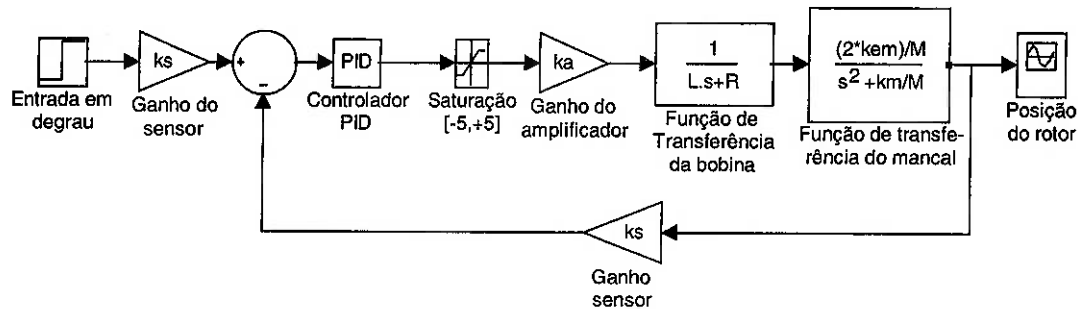 ks
+
−
PID
ka
1
L.s+R
(2*kem)/M
s² +km/M
Entrada em
degrau
Ganho do
sensor
Controlador
PID
Saturação
[-5,+5]
Ganho do
amplificador
Função de
Transferência
da bobina
Função de transfe-
rência do mancal
Posição
do rotor
ks
Ganho
sensor